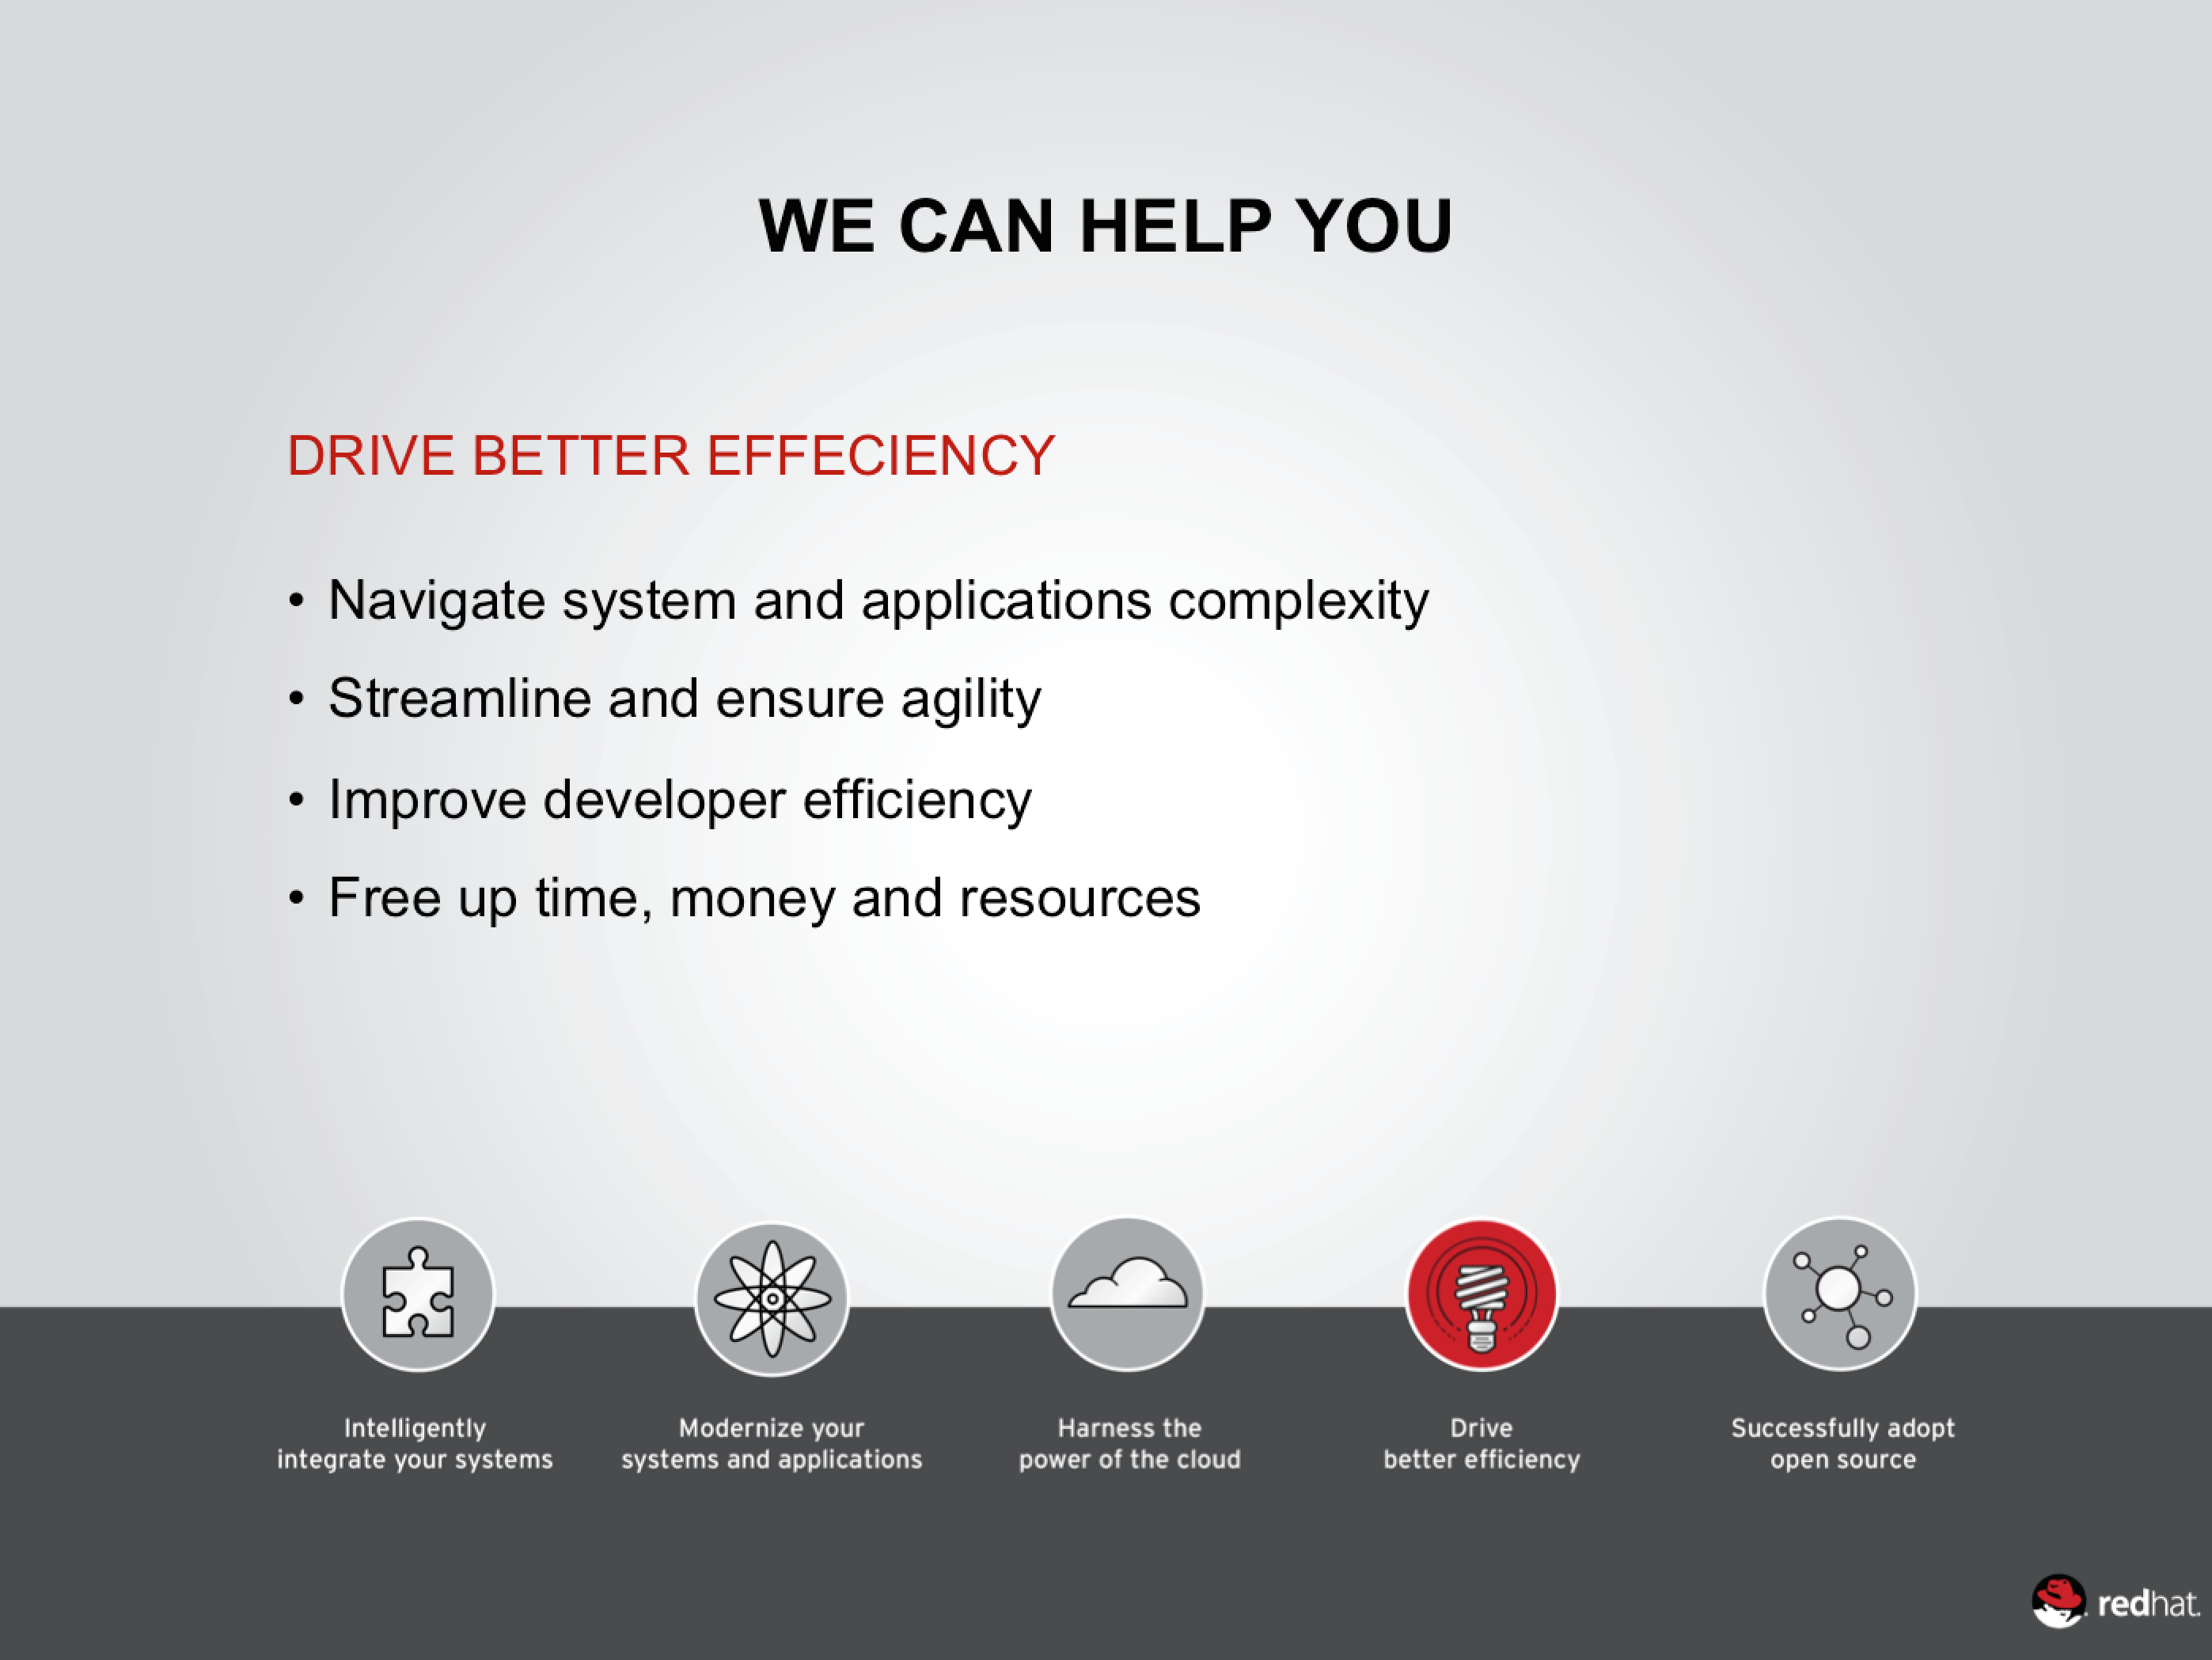 WE CAN HELP YOU
DRIVE BETTER EFFECIENCY
• Navigate system and applications complexity
• Streamline and ensure agility
• Improve developer efficiency
• Free up time, money and resources
Intelligently
integrate your systems
Modernize your
systems and applications
Harness the
power of the cloud
Drive
better efficiency
Successfully adopt
open source
redhat.